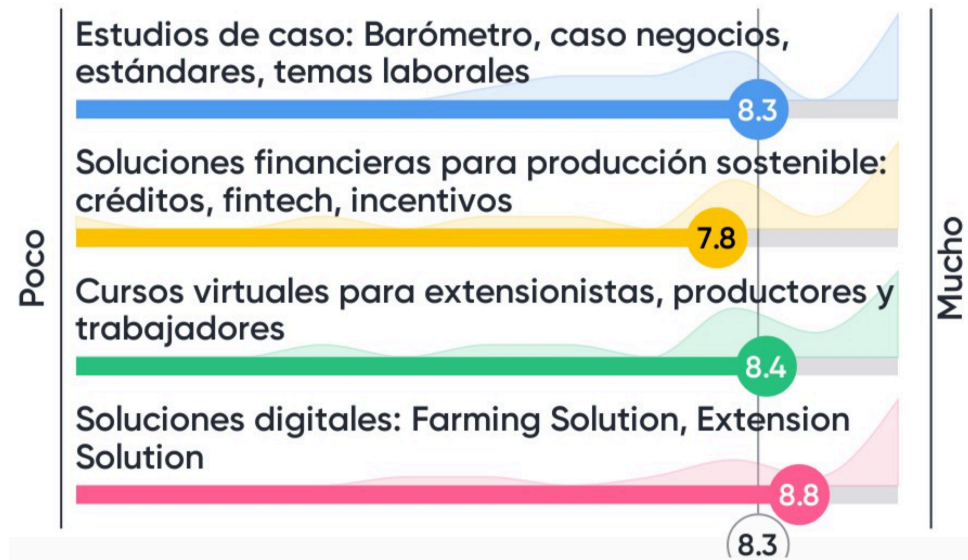 Estudios de caso: Barómetro, caso negocios,
estándares, temas laborales
8.3
Soluciones financieras para producción sostenible:
créditos, fintech, incentivos
7.8
Poco
Mucho
Cursos virtuales para extensionistas, productores y
trabajadores
8.4
Soluciones digitales: Farming Solution, Extension
Solution
8.8
8.3